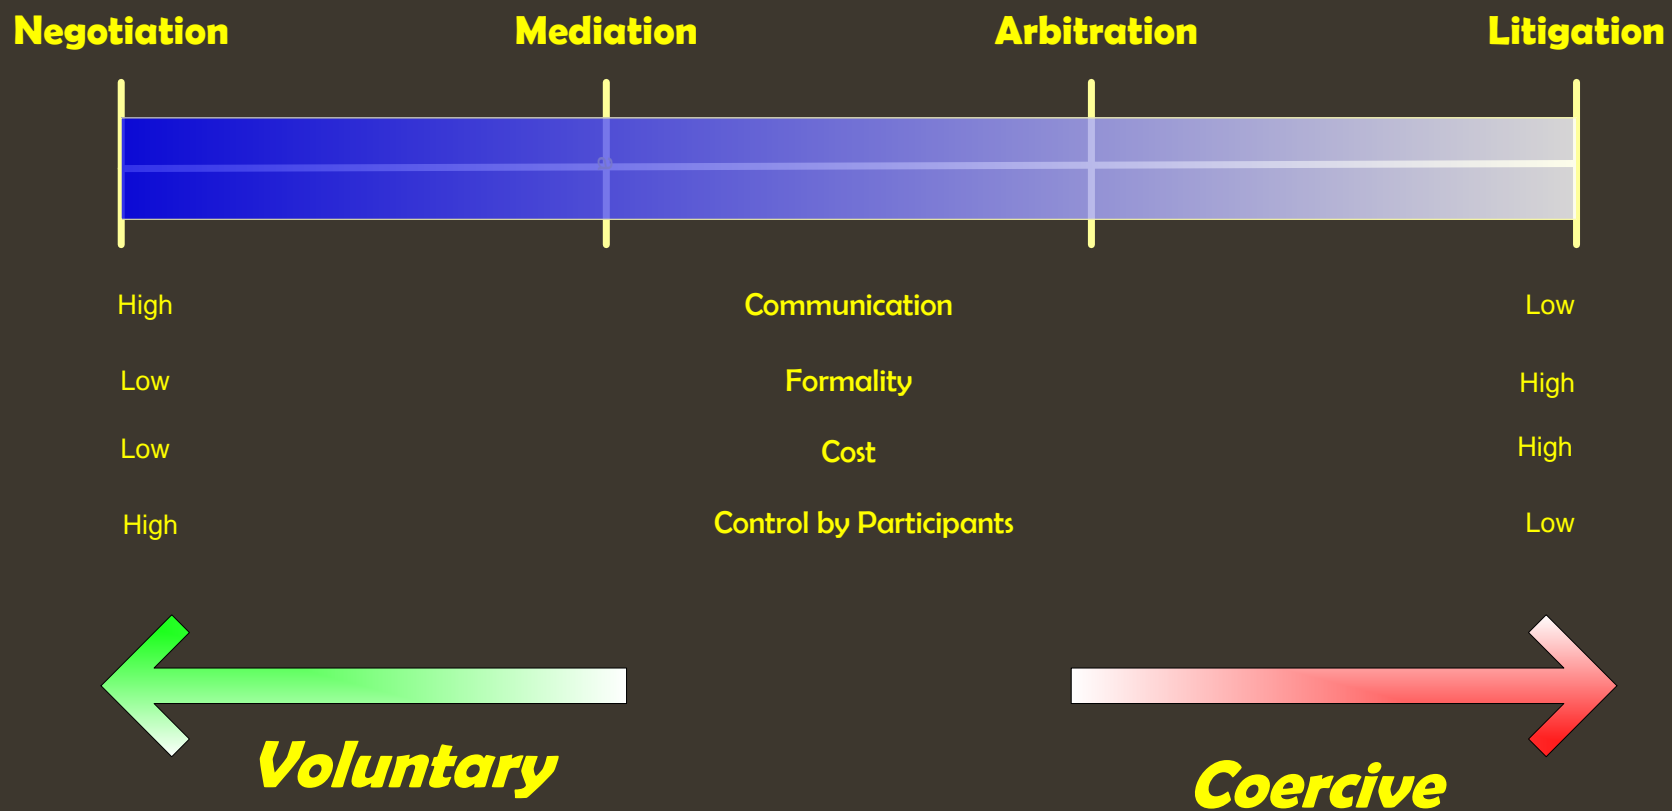 Negotiation Mediation Arbitration Litigation
High Communication Low
Low Formality High
Low Cost High
High Control by Participants Low
Voluntary
Coercive